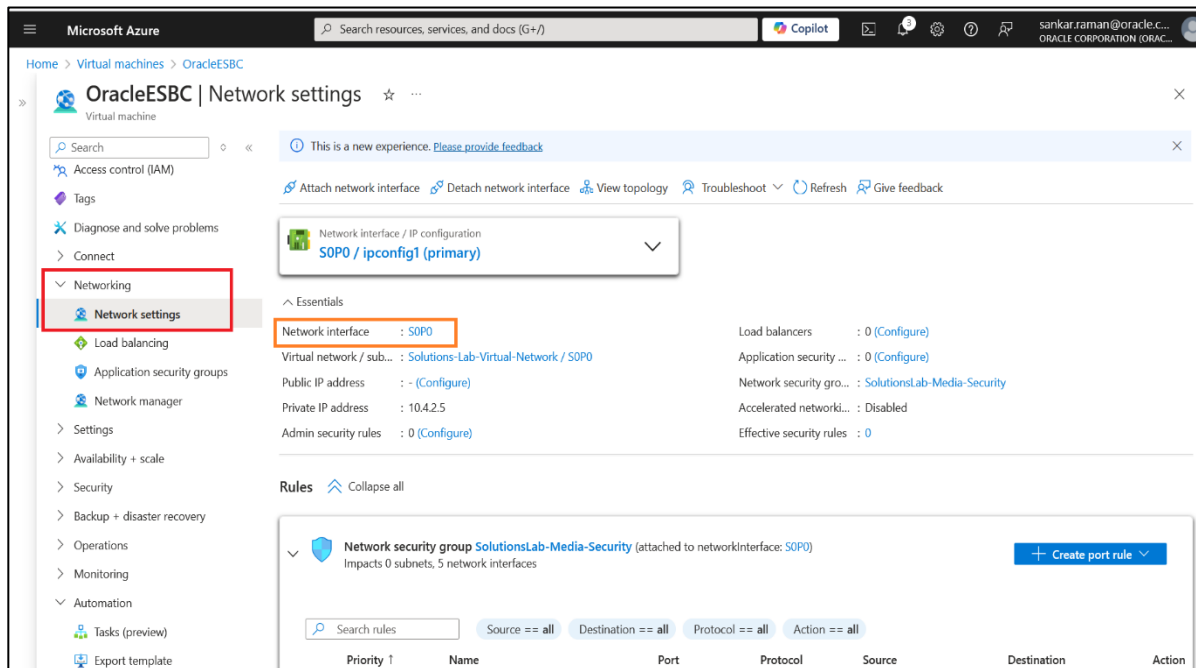 Microsoft Azure
Search resources, services, and docs (G+/)
Copilot
3
sankar.raman@oracle.c...
ORACLE CORPORATION (ORAC...
Home > Virtual machines > OracleESBC
OracleESBC | Network settings
Virtual machine
Search
Access control (IAM)
Tags
Diagnose and solve problems
Connect
Networking
Network settings
Load balancing
Application security groups
Network manager
Settings
Availability + scale
Security
Backup + disaster recovery
Operations
Monitoring
Automation
Tasks (preview)
Export template
This is a new experience. Please provide feedback
Attach network interface Detach network interface View topology Troubleshoot Refresh Give feedback
Network interface / IP configuration
S0P0 / ipconfig1 (primary)
Essentials
Network interface : S0P0
Virtual network / sub... : Solutions-Lab-Virtual-Network / S0P0
Public IP address : - (Configure)
Private IP address : 10.4.2.5
Admin security rules : 0 (Configure)
Load balancers : 0 (Configure)
Application security ... : 0 (Configure)
Network security gro... : SolutionsLab-Media-Security
Accelerated networki... : Disabled
Effective security rules : 0
Rules Collapse all
Network security group SolutionsLab-Media-Security (attached to networkInterface: S0P0)
Impacts 0 subnets, 5 network interfaces
+ Create port rule
Search rules
Source == all Destination == all Protocol == all Action == all
Priority ↑ Name Port Protocol Source Destination Action